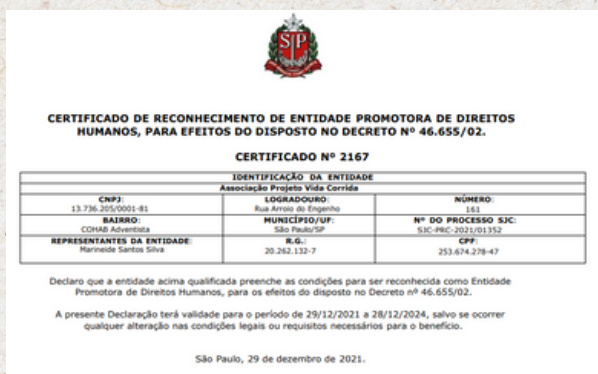 SP
CERTIFICADO DE RECONHECIMENTO DE ENTIDADE PROMOTORA DE DIREITOS
HUMANOS, PARA EFEITOS DO DISPOSTO NO DECRETO Nº 46.655/02.
CERTIFICADO Nº 2167
IDENTIFICAÇÃO DA ENTIDADE
Associação Projeto Vida Corrida
CNPJ: LOGRADOURO: NÚMERO:
13.736.205/0001-81 Rua Arroio do Engenho 161
BAIRRO: MUNICÍPIO/UF: Nº DO PROCESSO SJC:
COHAB Adventista São Paulo/SP SJC-PRC-2021/01352
REPRESENTANTES DA ENTIDADE: R.G.: CPF:
Marineide Santos Silva 20.262.132-7 253.674.278-47
Declaro que a entidade acima qualificada preenche as condições para ser reconhecida como Entidade
Promotora de Direitos Humanos, para os efeitos do disposto no Decreto nº 46.655/02.
A presente Declaração terá validade para o período de 29/12/2021 a 28/12/2024, salvo se ocorrer
qualquer alteração nas condições legais ou requisitos necessários para o benefício.
São Paulo, 29 de dezembro de 2021.